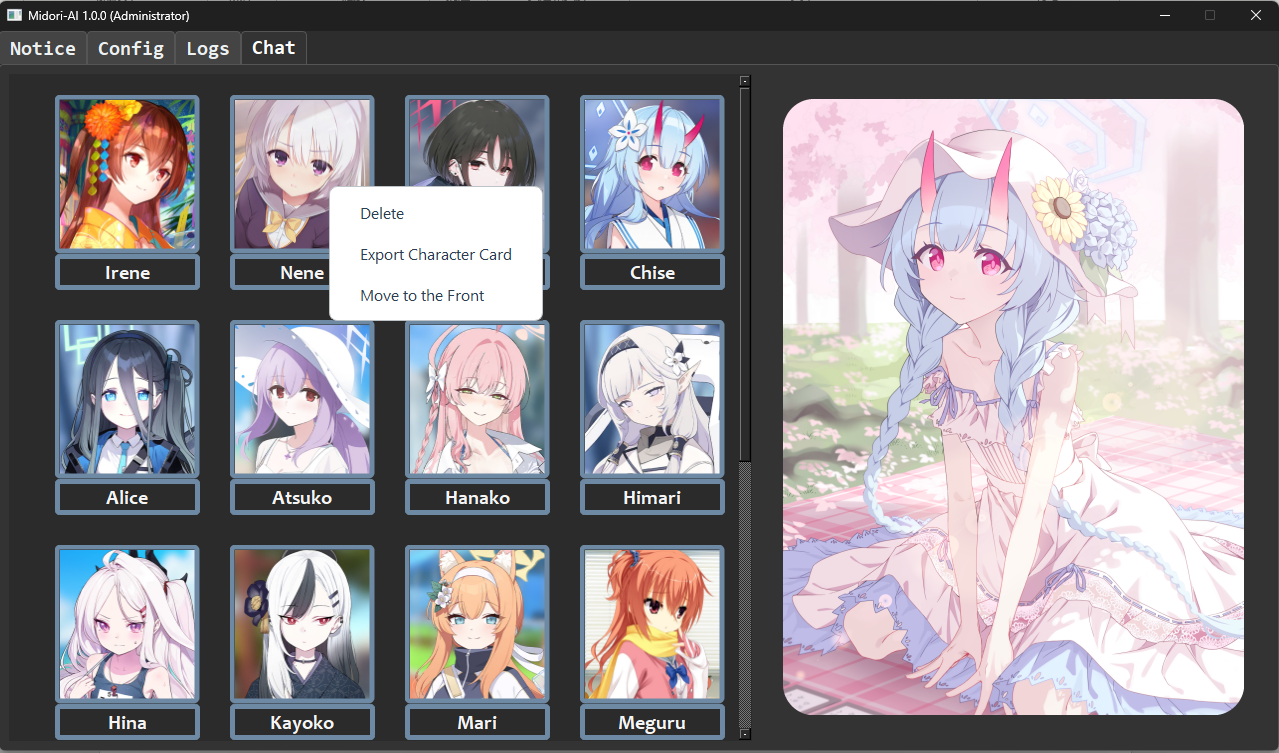 Midori-AI 1.0.0 (Administrator)
Notice Config Logs Chat
Irene Nene Chise
Delete
Export Character Card
Move to the Front
Alice Atsuko Hanako Himari
Hina Kayoko Mari Meguru